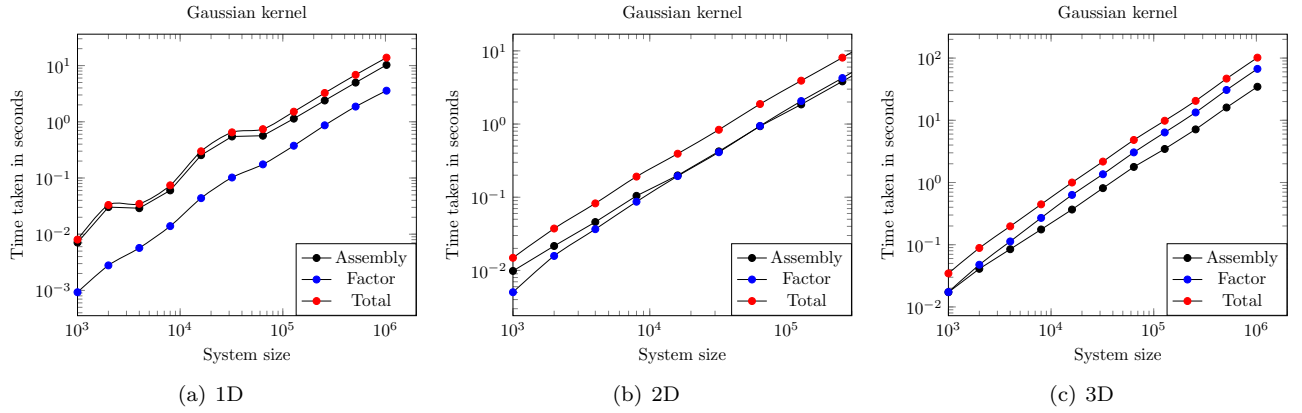 Gaussian kernel
Time taken in seconds
10^1
10^0
10^−1
10^−2
10^−3
10^3
10^4
10^5
10^6
System size
Assembly
Factor
Total
(a) 1D
Gaussian kernel
Time taken in seconds
10^1
10^0
10^−1
10^−2
10^3
10^4
10^5
System size
Assembly
Factor
Total
(b) 2D
Gaussian kernel
Time taken in seconds
10^2
10^1
10^0
10^−1
10^−2
10^3
10^4
10^5
10^6
System size
Assembly
Factor
Total
(c) 3D